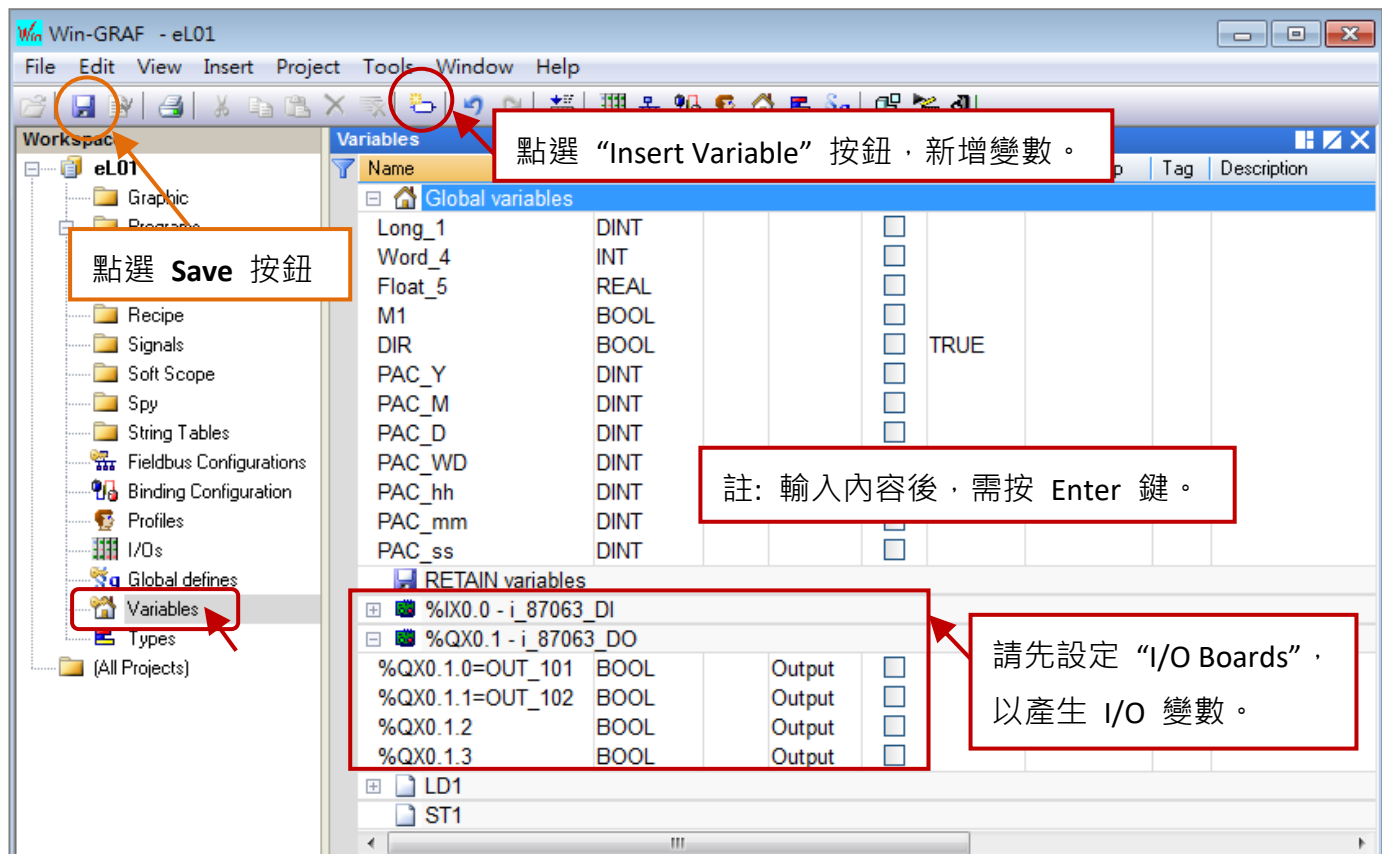 Win-GRAF - eL01
File Edit View Insert Project Tools Window Help
Workspac
Variables
點選 “Insert Variable” 按鈕，新增變數。
Name
Tag
Description
eL01
Graphic
Programs
點選 Save 按鈕
Recipe
Signals
Soft Scope
Spy
String Tables
Fieldbus Configurations
Binding Configuration
Profiles
I/Os
Global defines
Variables
Types
(All Projects)
Global variables
Long_1 DINT
Word_4 INT
Float_5 REAL
M1 BOOL
DIR BOOL TRUE
PAC_Y DINT
PAC_M DINT
PAC_D DINT
PAC_WD DINT
PAC_hh DINT
PAC_mm DINT
PAC_ss DINT
註: 輸入內容後，需按 Enter 鍵。
RETAIN variables
%IX0.0 - i_87063_DI
%QX0.1 - i_87063_DO
%QX0.1.0=OUT_101 BOOL Output
%QX0.1.1=OUT_102 BOOL Output
%QX0.1.2 BOOL Output
%QX0.1.3 BOOL Output
LD1
ST1
請先設定 “I/O Boards”，
以產生 I/O 變數。